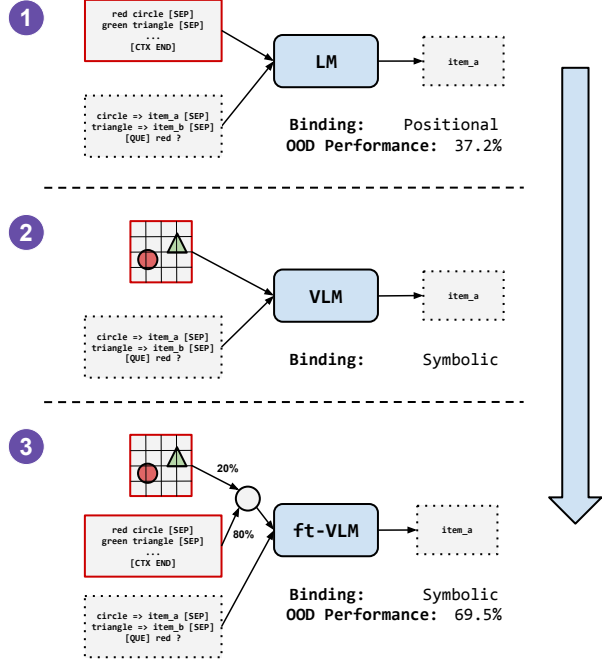 1
red circle [SEP]
green triangle [SEP]
...
[CTX END]
LM
item_a
circle => item_a [SEP]
triangle => item_b [SEP]
[QUE] red ?
Binding: Positional
OOD Performance: 37.2%
2
VLM
item_a
circle => item_a [SEP]
triangle => item_b [SEP]
[QUE] red ?
Binding: Symbolic
3
20%
red circle [SEP]
green triangle [SEP]
...
[CTX END]
80%
ft-VLM
item_a
circle => item_a [SEP]
triangle => item_b [SEP]
[QUE] red ?
Binding: Symbolic
OOD Performance: 69.5%